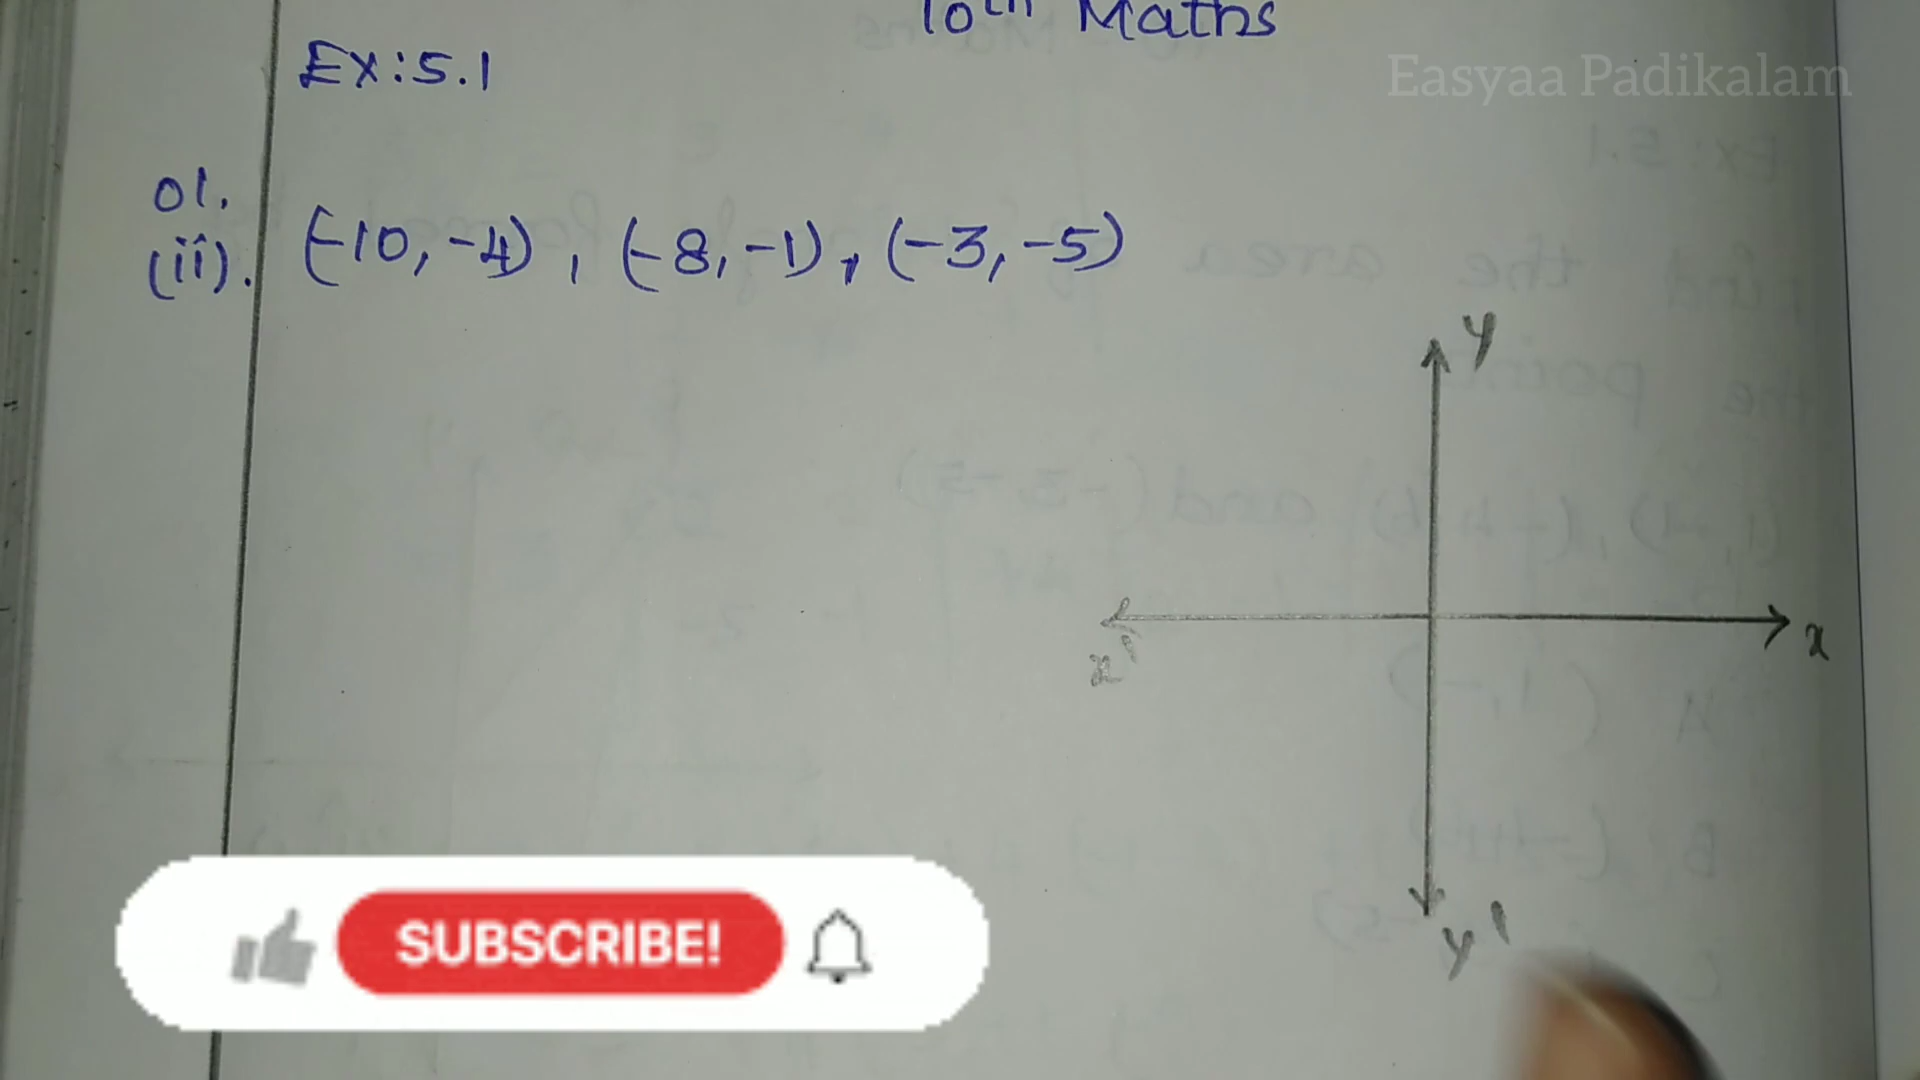 10th Maths
Easyaa Padikalam
Ex:5.1
01.
(ii). (-10,-4), (-8,-1), (-3,-5)
y
x' x
y'
SUBSCRIBE!